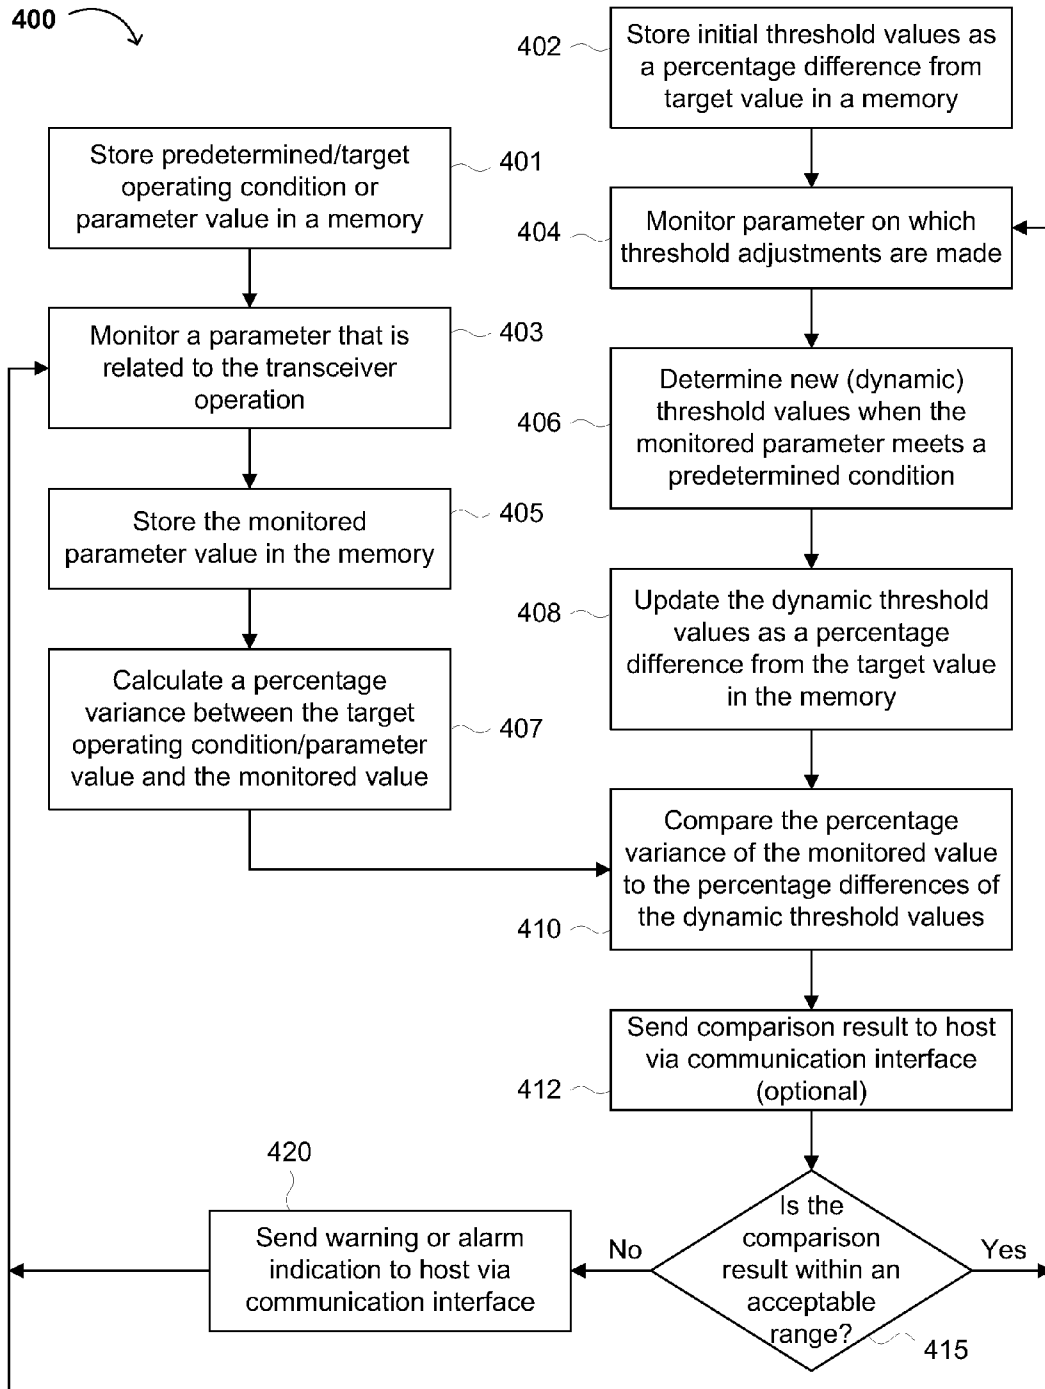 400
402
Store initial threshold values as
a percentage difference from
target value in a memory
Store predetermined/target
operating condition or
parameter value in a memory
401
404
Monitor parameter on which
threshold adjustments are made
Monitor a parameter that is
related to the transceiver
operation
403
406
Determine new (dynamic)
threshold values when the
monitored parameter meets a
predetermined condition
Store the monitored
parameter value in the memory
405
408
Update the dynamic threshold
values as a percentage
difference from the target value
in the memory
Calculate a percentage
variance between the target
operating condition/parameter
value and the monitored value
407
Compare the percentage
variance of the monitored value
to the percentage differences of
the dynamic threshold values
410
Send comparison result to host
via communication interface
(optional)
412
420
Send warning or alarm
indication to host via
communication interface
No
Is the
comparison
result within an
acceptable
range?
Yes
415